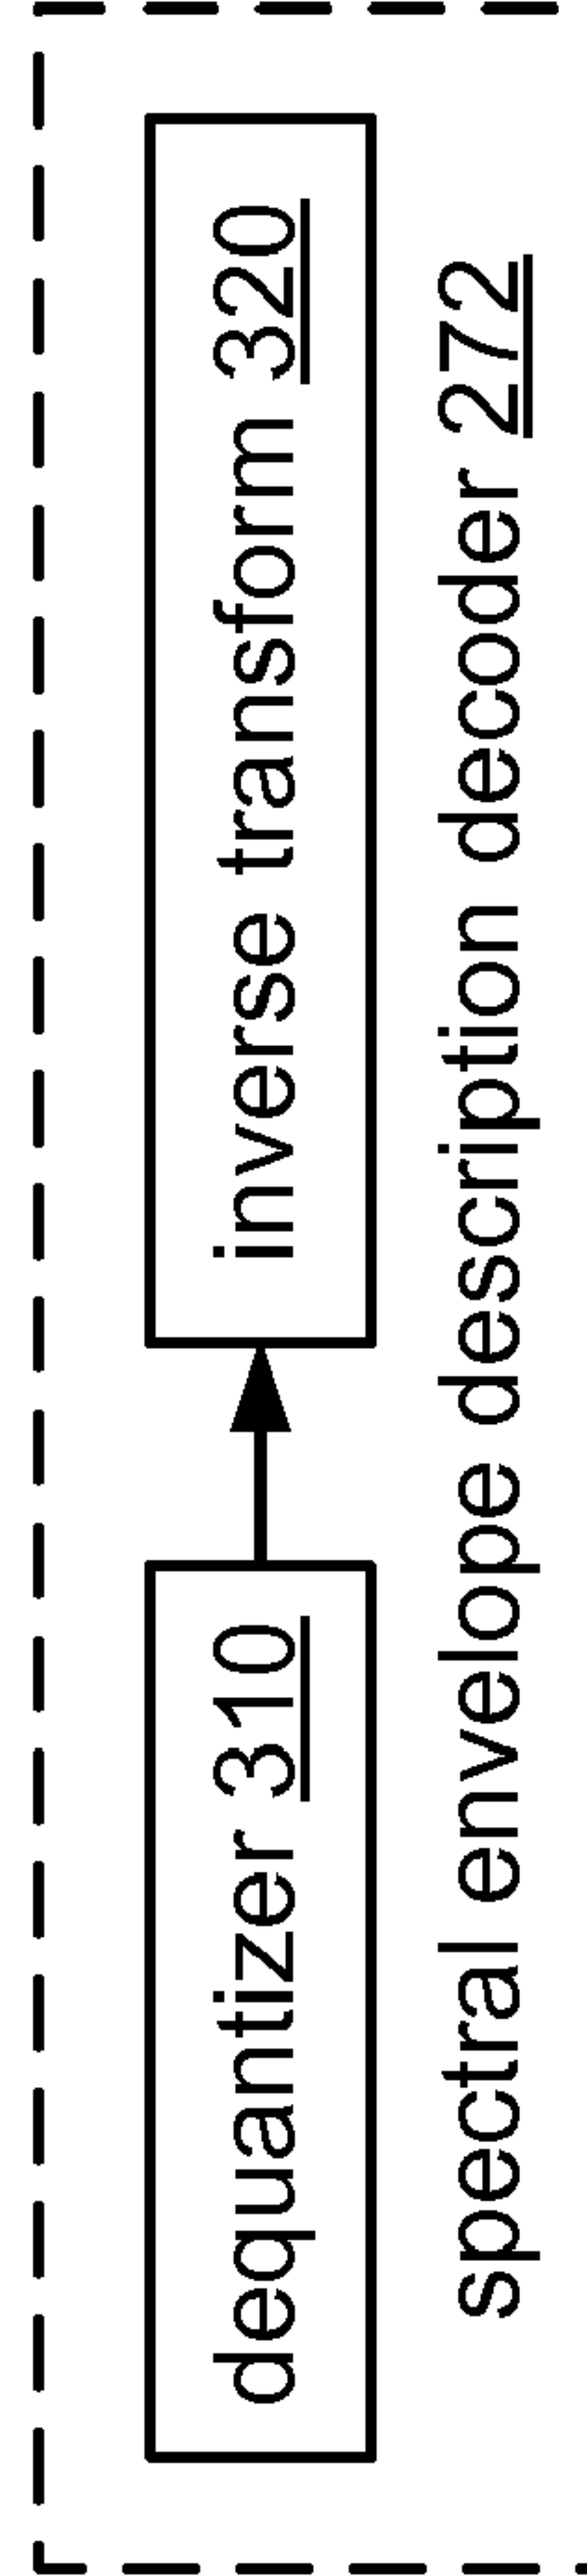 dequantizer 310
inverse transform 320
spectral envelope description decoder 272